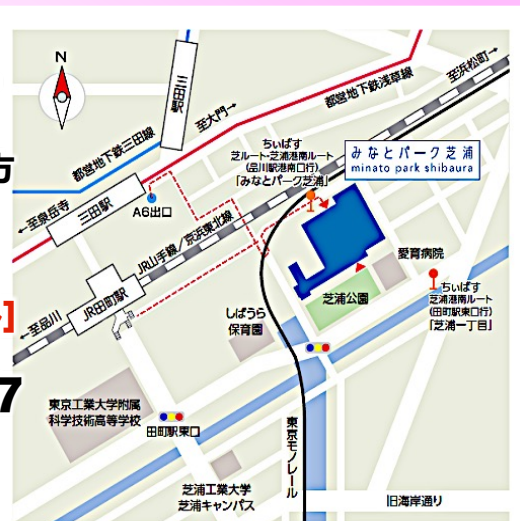 N
三田駅
至浜松町→
都営地下鉄浅草線
至大門→
都営地下鉄三田線
方
ちぃばす
芝ルート・芝浦港南ルート
(品川駅港南口行)
「みなとパーク芝浦」
みなとパーク芝浦
minato park shibaura
←至泉岳寺
三田駅
A6出口
JR山手線/京浜東北線
愛育病院
ちぃばす
芝浦港南ルート
(田町駅東口行)
「芝浦一丁目」
芝浦公園
JR田町駅
←至品川
]
しばうら
保育園
7
東京工業大学附属
科学技術高等学校
田町駅東口
東京モノレール
芝浦工業大学
芝浦キャンパス
旧海岸通り